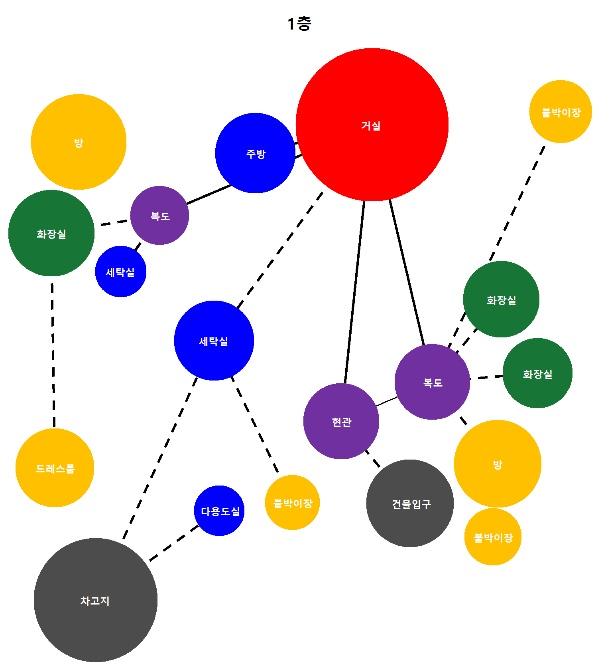 1층
거실
붙박이장
방
주방
복도
화장실
세탁실
화장실
세탁실
화장실
복도
현관
방
드레스룸
붙박이장
건물입구
다용도실
붙박이장
차고지